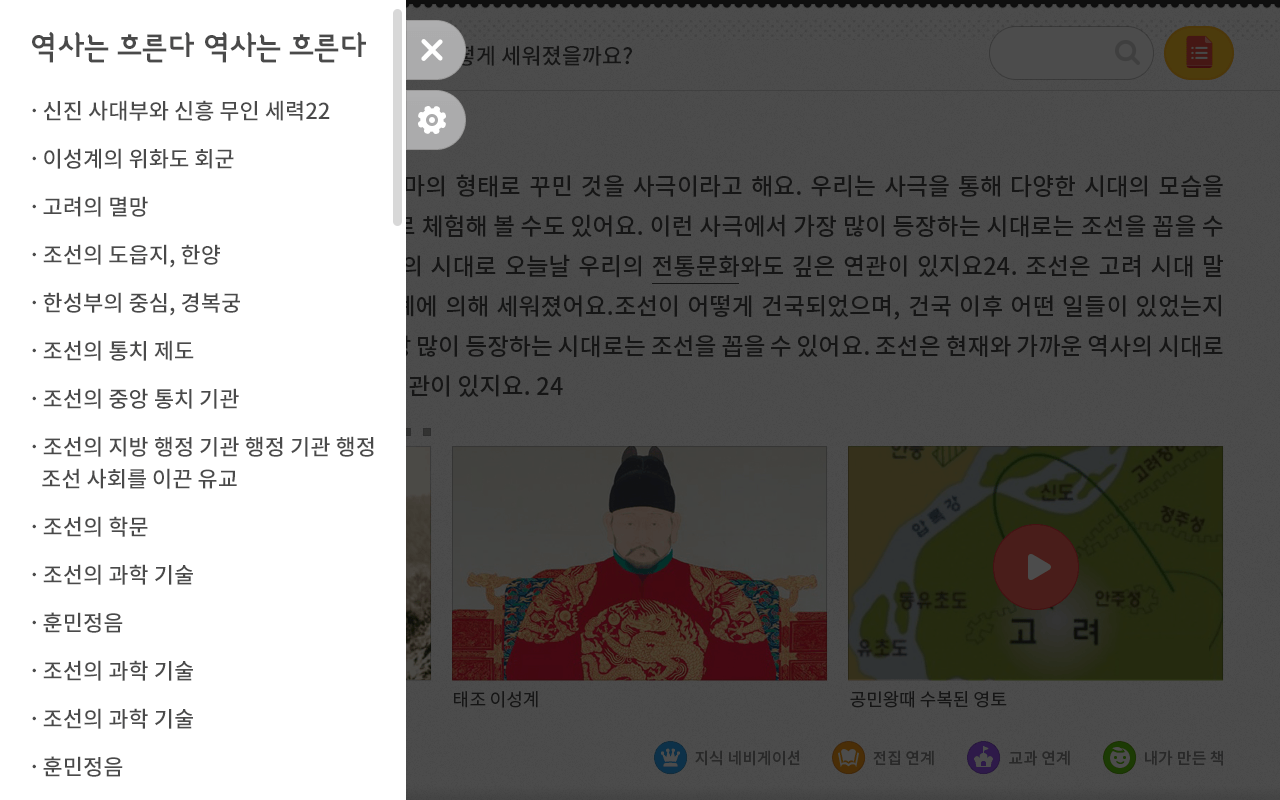 역사는 흐른다 역사는 흐른다
· 신진 사대부와 신흥 무인 세력22
· 이성계의 위화도 회군
· 고려의 멸망
· 조선의 도읍지, 한양
· 한성부의 중심, 경복궁
· 조선의 통치 제도
· 조선의 중앙 통치 기관
· 조선의 지방 행정 기관 행정 기관 행정
조선 사회를 이끈 유교
· 조선의 학문
· 조선의 과학 기술
· 훈민정음
· 조선의 과학 기술
· 조선의 과학 기술
· 훈민정음
떻게 세워졌을까요?
마의 형태로 꾸민 것을 사극이라고 해요. 우리는 사극을 통해 다양한 시대의 모습을
로 체험해 볼 수도 있어요. 이런 사극에서 가장 많이 등장하는 시대로는 조선을 꼽을 수
의 시대로 오늘날 우리의 전통문화와도 깊은 연관이 있지요24. 조선은 고려 시대 말
계에 의해 세워졌어요.조선이 어떻게 건국되었으며, 건국 이후 어떤 일들이 있었는지
많이 등장하는 시대로는 조선을 꼽을 수 있어요. 조선은 현재와 가까운 역사의 시대로
관이 있지요. 24
안동
고려장성
신도
압록강
정주성
통유초도
안주성
유초도
고 려
태조 이성계
공민왕때 수복된 영토
지식 네비게이션
전집 연계
교과 연계
내가 만든 책